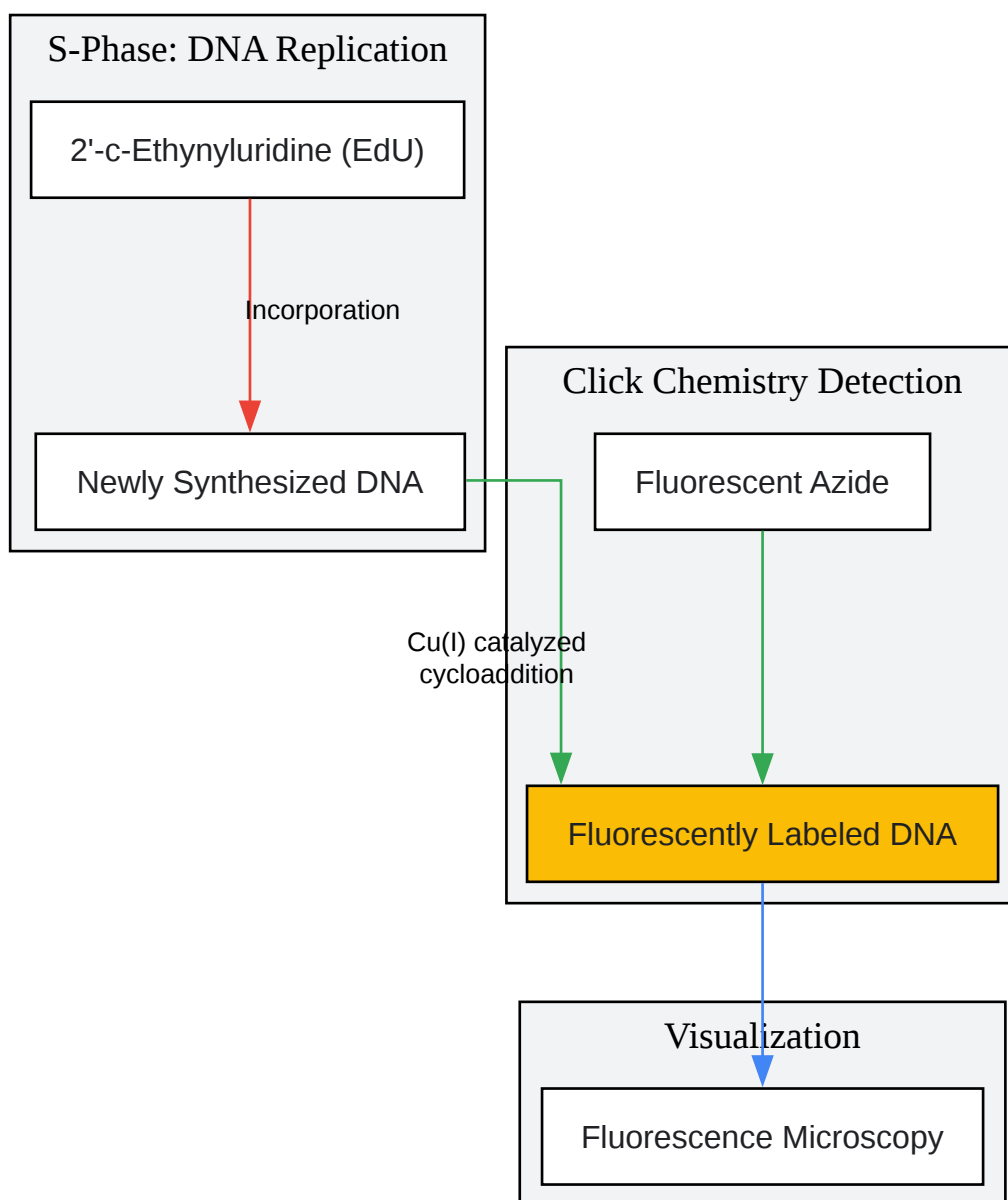 S-Phase: DNA Replication
2'-c-Ethynyluridine (EdU)
Incorporation
Newly Synthesized DNA
Click Chemistry Detection
Fluorescent Azide
Cu(I) catalyzed
cycloaddition
Fluorescently Labeled DNA
Visualization
Fluorescence Microscopy